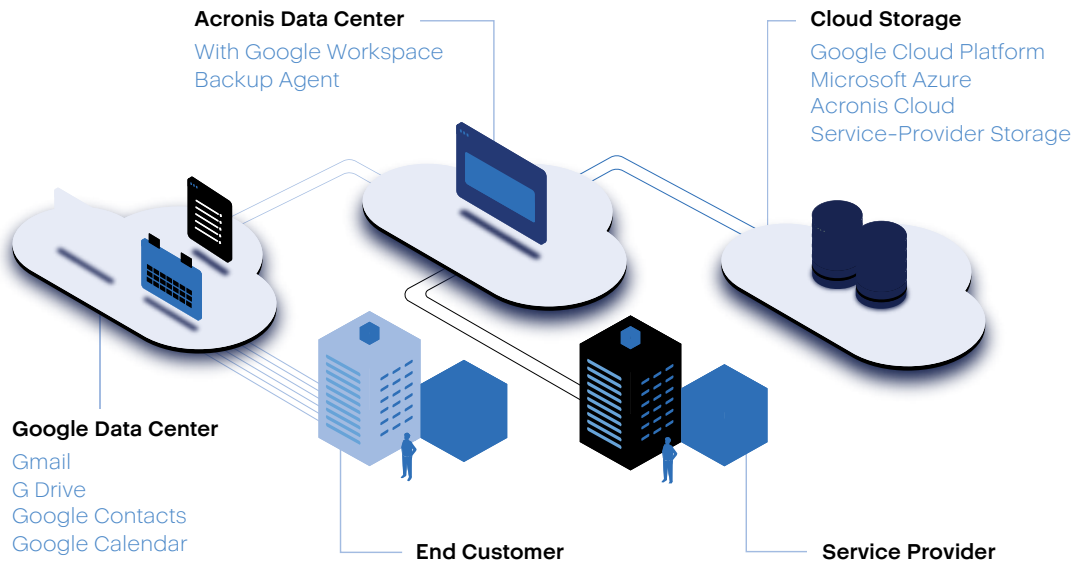 Acronis Data Center
With Google Workspace
Backup Agent
Cloud Storage
Google Cloud Platform
Microsoft Azure
Acronis Cloud
Service-Provider Storage
Google Data Center
Gmail
G Drive
Google Contacts
Google Calendar
End Customer
Service Provider